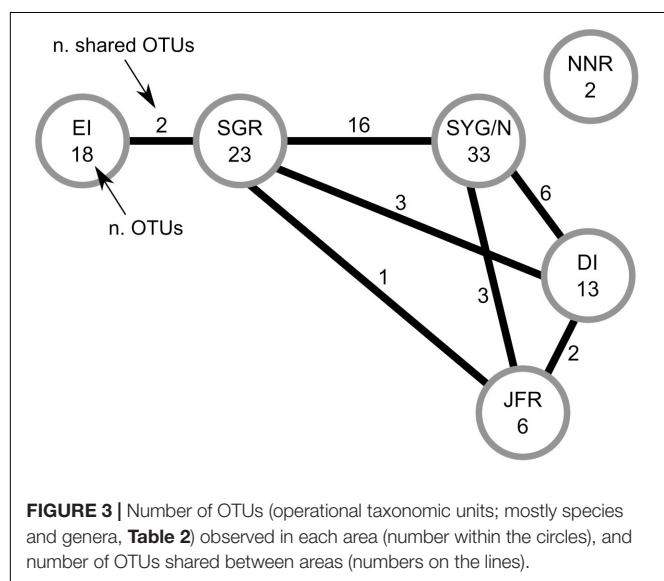 n. shared OTUs
NNR
2
EI
18
2
SGR
23
16
SYG/N
33
n. OTUs
3
6
DI
13
1
3
2
JFR
6
FIGURE 3 | Number of OTUs (operational taxonomic units; mostly species
and genera, Table 2) observed in each area (number within the circles), and
number of OTUs shared between areas (numbers on the lines).